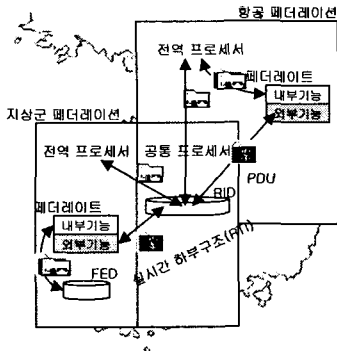 항공 페더레이션
전역 프로세서
페더레이트
내부기능
외부기능
지상군 페더레이션
전역 프로세서
공통 프로세서
PDU
RID
페더레이트
내부기능
외부기능
실시간 하부구조(RTI)
FED